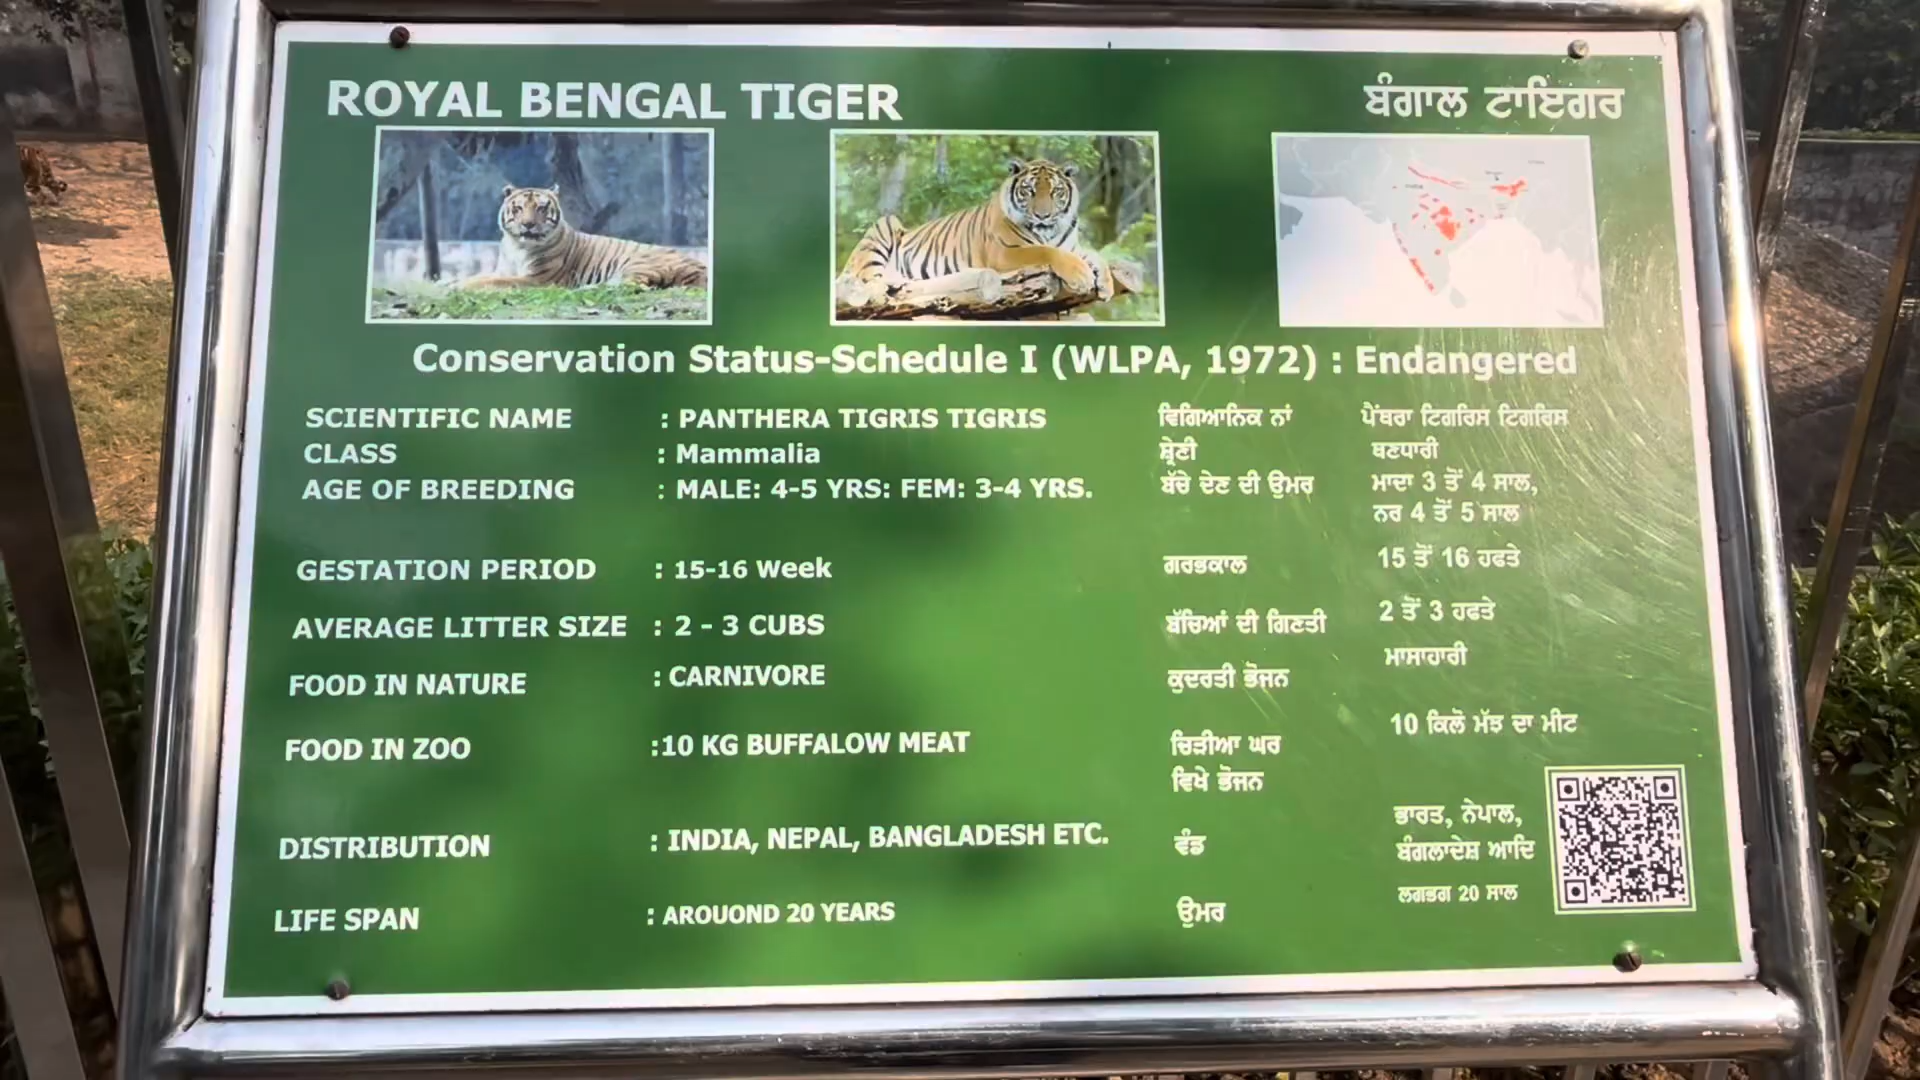 ROYAL BENGAL TIGER ਬੰਗਾਲ ਟਾਇਗਰ
Conservation Status-Schedule I (WLPA, 1972) : Endangered
SCIENTIFIC NAME : PANTHERA TIGRIS TIGRIS ਵਿਗਿਆਨਿਕ ਨਾਂ ਪੈਂਥਰਾ ਟਿਗਰਿਸ ਟਿਗਰਿਸ
CLASS : Mammalia ਸ਼੍ਰੇਣੀ ਥਣਧਾਰੀ
AGE OF BREEDING : MALE: 4-5 YRS: FEM: 3-4 YRS. ਬੱਚੇ ਦੇਣ ਦੀ ਉਮਰ ਮਾਦਾ 3 ਤੋਂ 4 ਸਾਲ,
ਨਰ 4 ਤੋਂ 5 ਸਾਲ
GESTATION PERIOD : 15-16 Week ਗਰਭਕਾਲ 15 ਤੋਂ 16 ਹਫਤੇ
AVERAGE LITTER SIZE : 2 - 3 CUBS ਬੱਚਿਆਂ ਦੀ ਗਿਣਤੀ 2 ਤੋਂ 3 ਹਫਤੇ
FOOD IN NATURE : CARNIVORE ਕੁਦਰਤੀ ਭੋਜਨ ਮਾਸਾਹਾਰੀ
FOOD IN ZOO :10 KG BUFFALOW MEAT ਚਿੜੀਆ ਘਰ 10 ਕਿਲੋ ਮੱਝ ਦਾ ਮੀਟ
ਵਿਖੇ ਭੋਜਨ
DISTRIBUTION : INDIA, NEPAL, BANGLADESH ETC. ਵੰਡ ਭਾਰਤ, ਨੇਪਾਲ,
ਬੰਗਲਾਦੇਸ਼ ਆਦਿ
LIFE SPAN : AROUOND 20 YEARS ਉਮਰ ਲਗਭਗ 20 ਸਾਲ